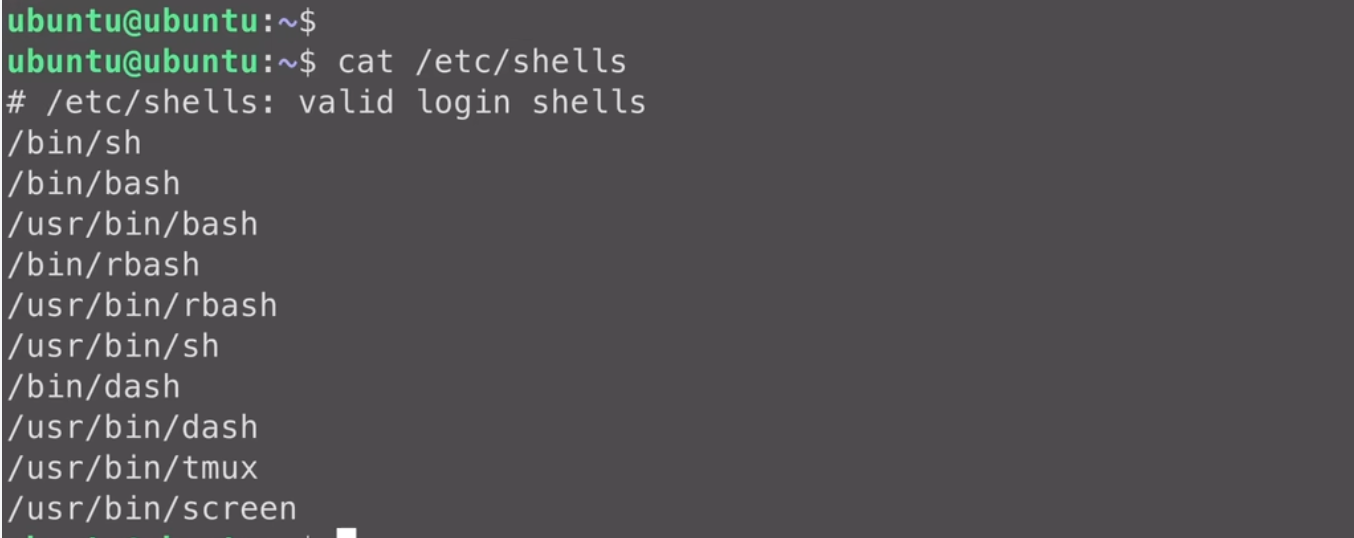 ubuntu@ubuntu:~$
ubuntu@ubuntu:~$ cat /etc/shells
# /etc/shells: valid login shells
/bin/sh
/bin/bash
/usr/bin/bash
/bin/rbash
/usr/bin/rbash
/usr/bin/sh
/bin/dash
/usr/bin/dash
/usr/bin/tmux
/usr/bin/screen